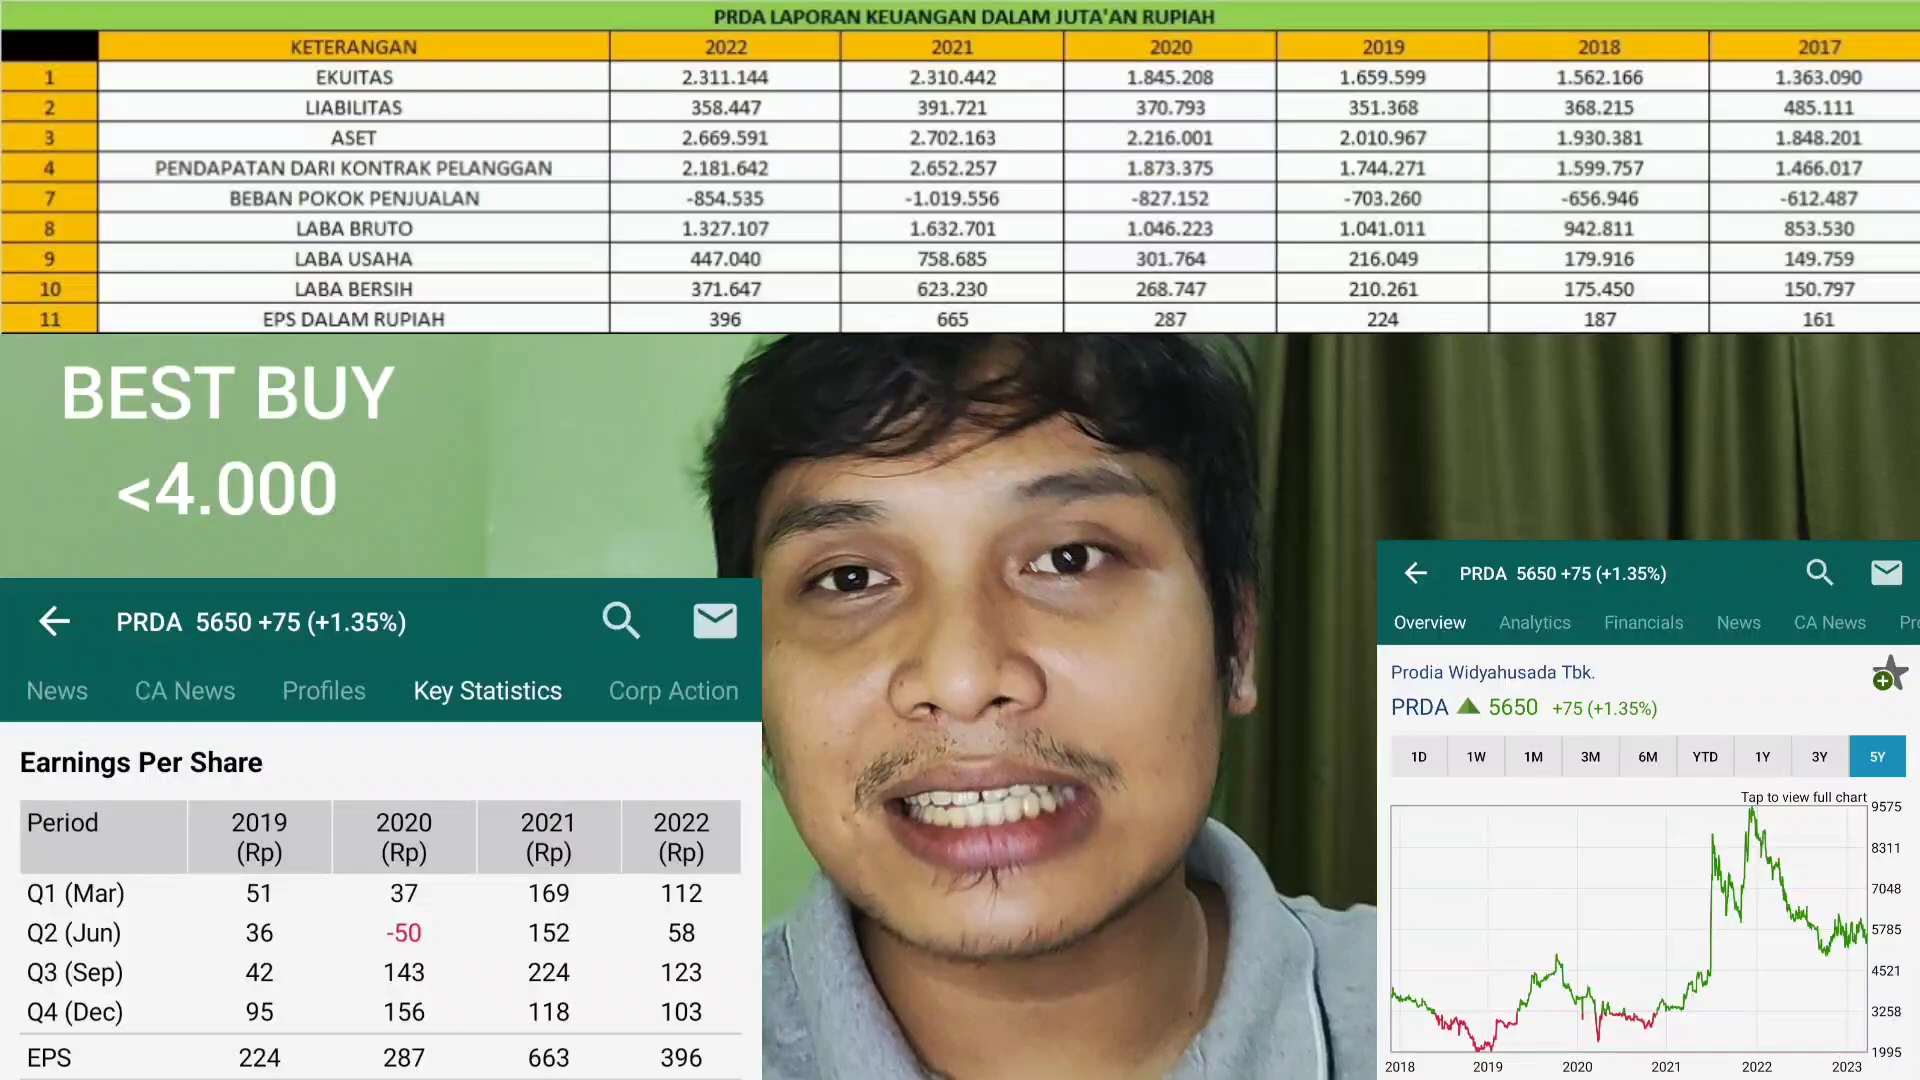 PRDA LAPORAN KEUANGAN DALAM JUTA'AN RUPIAH
KETERANGAN 2022 2021 2020 2019 2018 2017
1 EKUITAS 2.311.144 2.310.442 1.845.208 1.659.599 1.562.166 1.363.090
2 LIABILITAS 358.447 391.721 370.793 351.368 368.215 485.111
3 ASET 2.669.591 2.702.163 2.216.001 2.010.967 1.930.381 1.848.201
4 PENDAPATAN DARI KONTRAK PELANGGAN 2.181.642 2.652.257 1.873.375 1.744.271 1.599.757 1.466.017
7 BEBAN POKOK PENJUALAN -854.535 -1.019.556 -827.152 -703.260 -656.946 -612.487
8 LABA BRUTO 1.327.107 1.632.701 1.046.223 1.041.011 942.811 853.530
9 LABA USAHA 447.040 758.685 301.764 216.049 179.916 149.759
10 LABA BERSIH 371.647 623.230 268.747 210.261 175.450 150.797
11 EPS DALAM RUPIAH 396 665 287 224 187 161
BEST BUY
<4.000
PRDA 5650 +75 (+1.35%)
News CA News Profiles Key Statistics Corp Action
Earnings Per Share
Period 2019 (Rp) 2020 (Rp) 2021 (Rp) 2022 (Rp)
Q1 (Mar) 51 37 169 112
Q2 (Jun) 36 -50 152 58
Q3 (Sep) 42 143 224 123
Q4 (Dec) 95 156 118 103
EPS 224 287 663 396
PRDA 5650 +75 (+1.35%)
Overview Analytics Financials News CA News Pr
Prodia Widyahusada Tbk.
PRDA 5650 +75 (+1.35%)
1D 1W 1M 3M 6M YTD 1Y 3Y 5Y
Tap to view full chart
9575
8311
7048
5785
4521
3258
1995
2018 2019 2020 2021 2022 2023